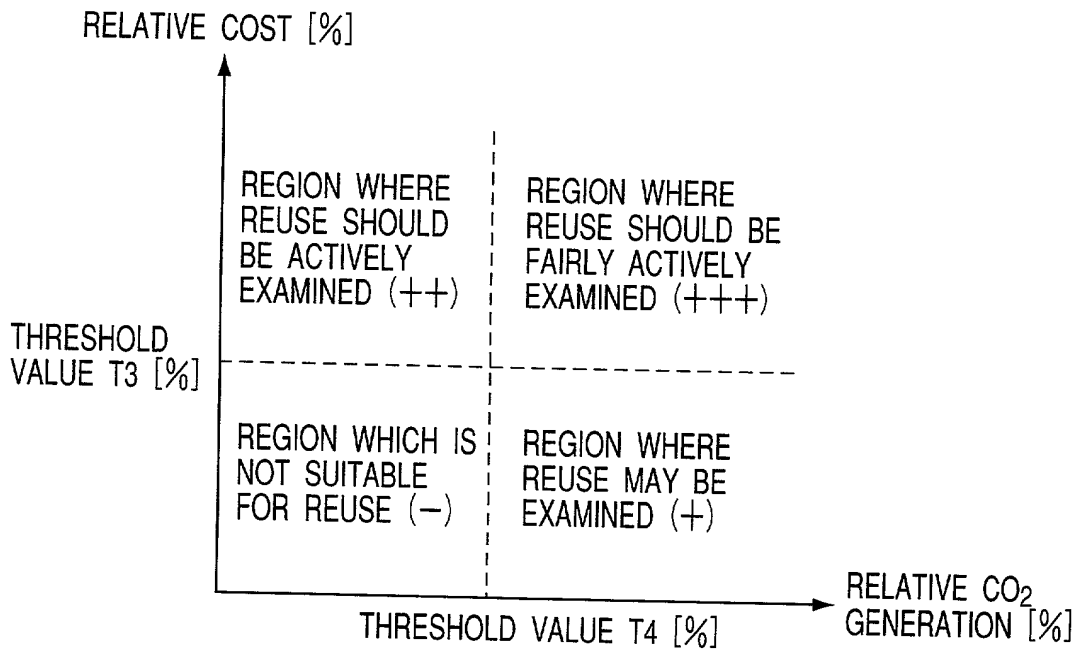 RELATIVE COST [%]
REGION WHERE
REUSE SHOULD
BE ACTIVELY
EXAMINED (++)
REGION WHERE
REUSE SHOULD BE
FAIRLY ACTIVELY
EXAMINED (+++)
THRESHOLD
VALUE T3 [%]
REGION WHICH IS
NOT SUITABLE
FOR REUSE (−)
REGION WHERE
REUSE MAY BE
EXAMINED (+)
THRESHOLD VALUE T4 [%]
RELATIVE CO2
GENERATION [%]